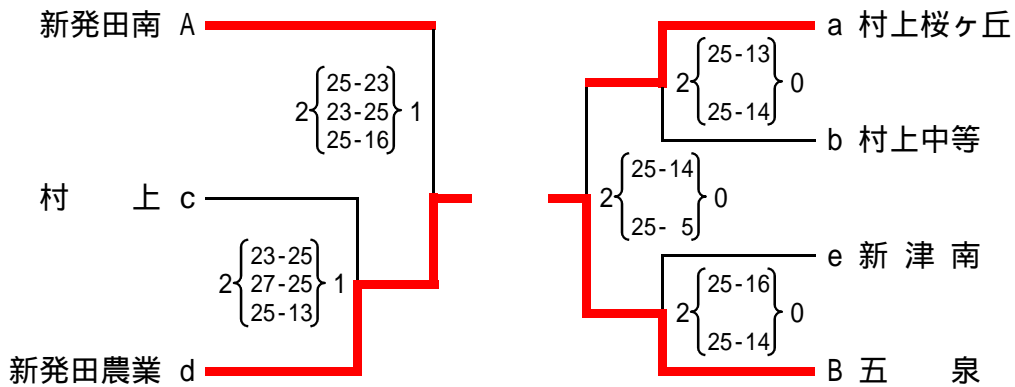 新発田南 A
2 25-23 23-25 25-16 1
村 上 c
2 23-25 27-25 25-13 1
新発田農業 d
a 村上桜ヶ丘
2 25-13 25-14 0
b 村上中等
2 25-14 25- 5 0
e 新 津 南
2 25-16 25-14 0
B 五 泉